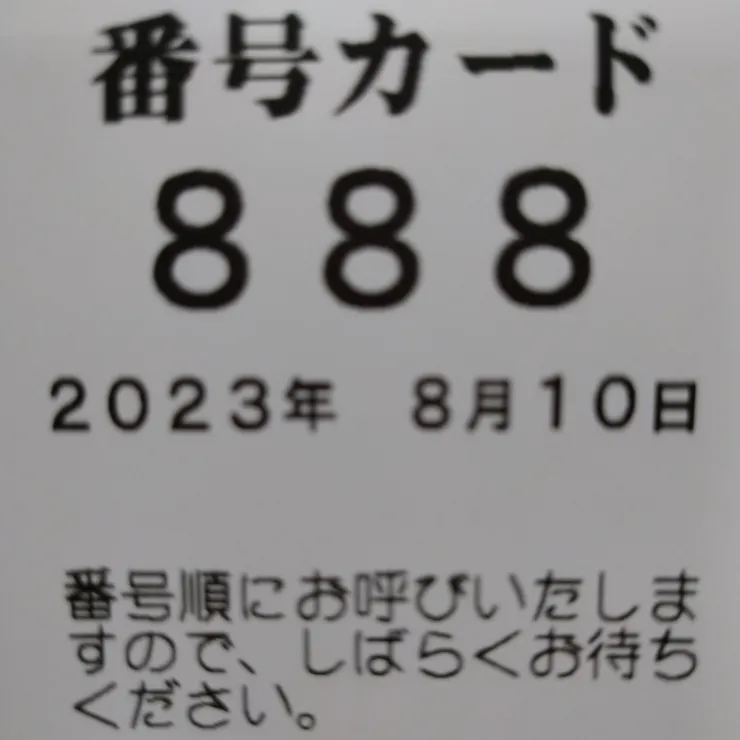 番号カード
888
2023年 8月10日
番号順にお呼びいたしま
すので、しばらくお待ち
ください。